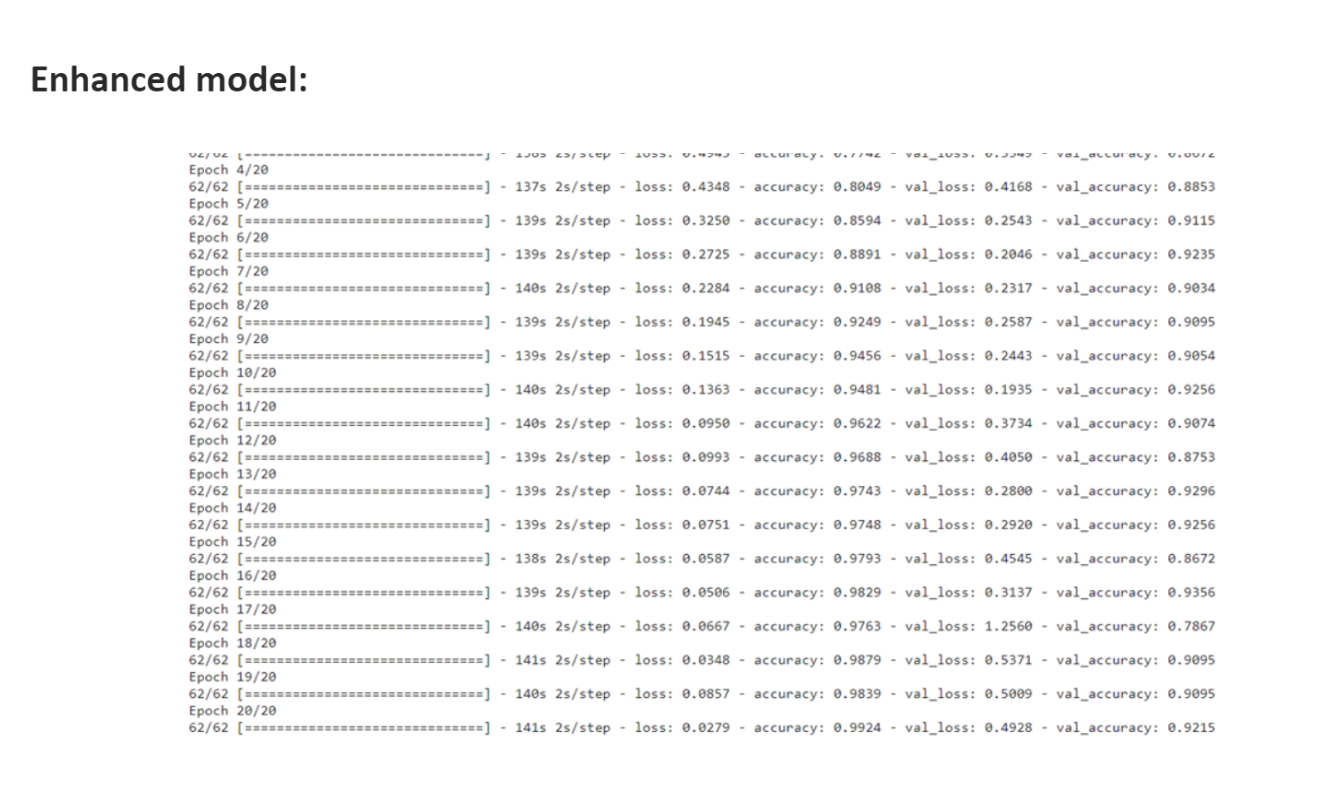 Enhanced model:
62/62 [==============================] - 138s 2s/step - loss: 0.4945 - accuracy: 0.7742 - val_loss: 0.3349 - val_accuracy: 0.8672
Epoch 4/20
62/62 [==============================] - 137s 2s/step - loss: 0.4348 - accuracy: 0.8049 - val_loss: 0.4168 - val_accuracy: 0.8853
Epoch 5/20
62/62 [==============================] - 139s 2s/step - loss: 0.3250 - accuracy: 0.8594 - val_loss: 0.2543 - val_accuracy: 0.9115
Epoch 6/20
62/62 [==============================] - 139s 2s/step - loss: 0.2725 - accuracy: 0.8891 - val_loss: 0.2046 - val_accuracy: 0.9235
Epoch 7/20
62/62 [==============================] - 140s 2s/step - loss: 0.2284 - accuracy: 0.9108 - val_loss: 0.2317 - val_accuracy: 0.9034
Epoch 8/20
62/62 [==============================] - 139s 2s/step - loss: 0.1945 - accuracy: 0.9249 - val_loss: 0.2587 - val_accuracy: 0.9095
Epoch 9/20
62/62 [==============================] - 139s 2s/step - loss: 0.1515 - accuracy: 0.9456 - val_loss: 0.2443 - val_accuracy: 0.9054
Epoch 10/20
62/62 [==============================] - 140s 2s/step - loss: 0.1363 - accuracy: 0.9481 - val_loss: 0.1935 - val_accuracy: 0.9256
Epoch 11/20
62/62 [==============================] - 140s 2s/step - loss: 0.0950 - accuracy: 0.9622 - val_loss: 0.3734 - val_accuracy: 0.9074
Epoch 12/20
62/62 [==============================] - 139s 2s/step - loss: 0.0993 - accuracy: 0.9688 - val_loss: 0.4050 - val_accuracy: 0.8753
Epoch 13/20
62/62 [==============================] - 139s 2s/step - loss: 0.0744 - accuracy: 0.9743 - val_loss: 0.2800 - val_accuracy: 0.9296
Epoch 14/20
62/62 [==============================] - 139s 2s/step - loss: 0.0751 - accuracy: 0.9748 - val_loss: 0.2920 - val_accuracy: 0.9256
Epoch 15/20
62/62 [==============================] - 138s 2s/step - loss: 0.0587 - accuracy: 0.9793 - val_loss: 0.4545 - val_accuracy: 0.8672
Epoch 16/20
62/62 [==============================] - 139s 2s/step - loss: 0.0506 - accuracy: 0.9829 - val_loss: 0.3137 - val_accuracy: 0.9356
Epoch 17/20
62/62 [==============================] - 140s 2s/step - loss: 0.0667 - accuracy: 0.9763 - val_loss: 1.2560 - val_accuracy: 0.7867
Epoch 18/20
62/62 [==============================] - 141s 2s/step - loss: 0.0348 - accuracy: 0.9879 - val_loss: 0.5371 - val_accuracy: 0.9095
Epoch 19/20
62/62 [==============================] - 140s 2s/step - loss: 0.0857 - accuracy: 0.9839 - val_loss: 0.5009 - val_accuracy: 0.9095
Epoch 20/20
62/62 [==============================] - 141s 2s/step - loss: 0.0279 - accuracy: 0.9924 - val_loss: 0.4928 - val_accuracy: 0.9215